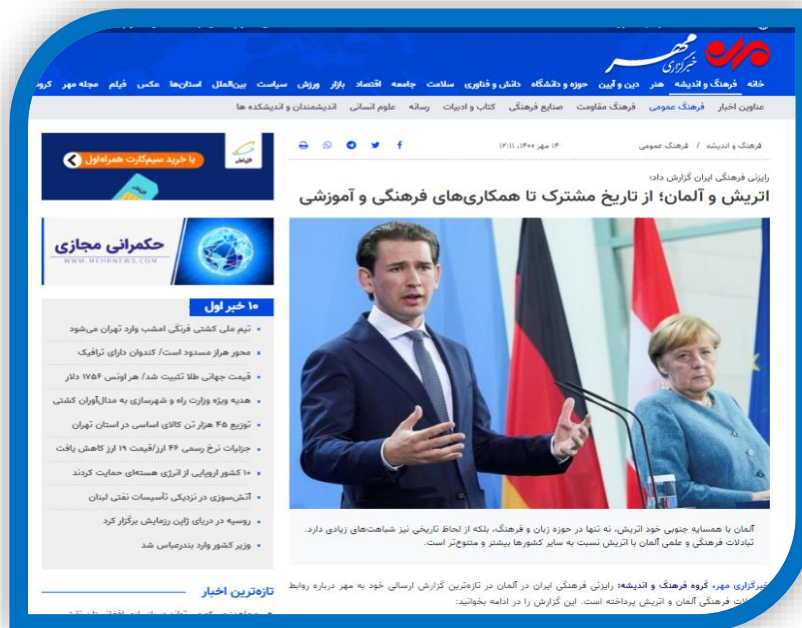 مهر
خبرگزاری
خانه فرهنگ و اندیشه هنر دین و آیین حوزه و دانشگاه دانش و فناوری سلامت جامعه اقتصاد بازار ورزش سیاست بین‌الملل استان‌ها عکس فیلم مجله مهر
عناوین اخبار فرهنگ عمومی فرهنگ مقاومت صنایع فرهنگی کتاب و ادبیات رسانه علوم انسانی اندیشمندان و اندیشکده ها
فرهنگ و اندیشه / فرهنگ عمومی
۱۴ مهر ۱۴۰۰، ۱۲:۱۱
رایزنی فرهنگی ایران گزارش داد؛
اتریش و آلمان؛ از تاریخ مشترک تا همکاری‌های فرهنگی و آموزشی
آلمان با همسایه جنوبی خود اتریش، نه تنها در حوزه زبان و فرهنگ، بلکه از لحاظ تاریخی نیز شباهت‌های زیادی دارد.
تبادلات فرهنگی و علمی آلمان با اتریش نسبت به سایر کشورها بیشتر و متنوع‌تر است.
خبرگزاری مهر، گروه فرهنگ و اندیشه: رایزنی فرهنگی ایران در آلمان در تازه‌ترین گزارش ارسالی خود به مهر درباره روابط
فرهنگی آلمان و اتریش پرداخته است. این گزارش را در ادامه بخوانید:
با خرید سیم‌کارت همراه‌اول
حکمرانی مجازی
WWW.MEHRNEWS.COM
۱۰ خبر اول
تیم ملی کشتی فرنگی امشب وارد تهران می‌شود
محور هراز مسدود است/ کندوان دارای ترافیک
قیمت جهانی طلا تثبیت شد/ هر اونس ۱۷۵۶ دلار
هدیه ویژه وزارت راه و شهرسازی به مدال‌آوران کشتی
توزیع ۴۵ هزار تن کالای اساسی در استان تهران
جزئیات نرخ رسمی ۴۶ ارز/قیمت ۱۹ ارز کاهش یافت
۱۰ کشور اروپایی از انرژی هسته‌ای حمایت کردند
آتش‌سوزی در نزدیکی تأسیسات نفتی لبنان
روسیه در دریای ژاپن رزمایش برگزار کرد
وزیر کشور وارد بندرعباس شد
تازه‌ترین اخبار